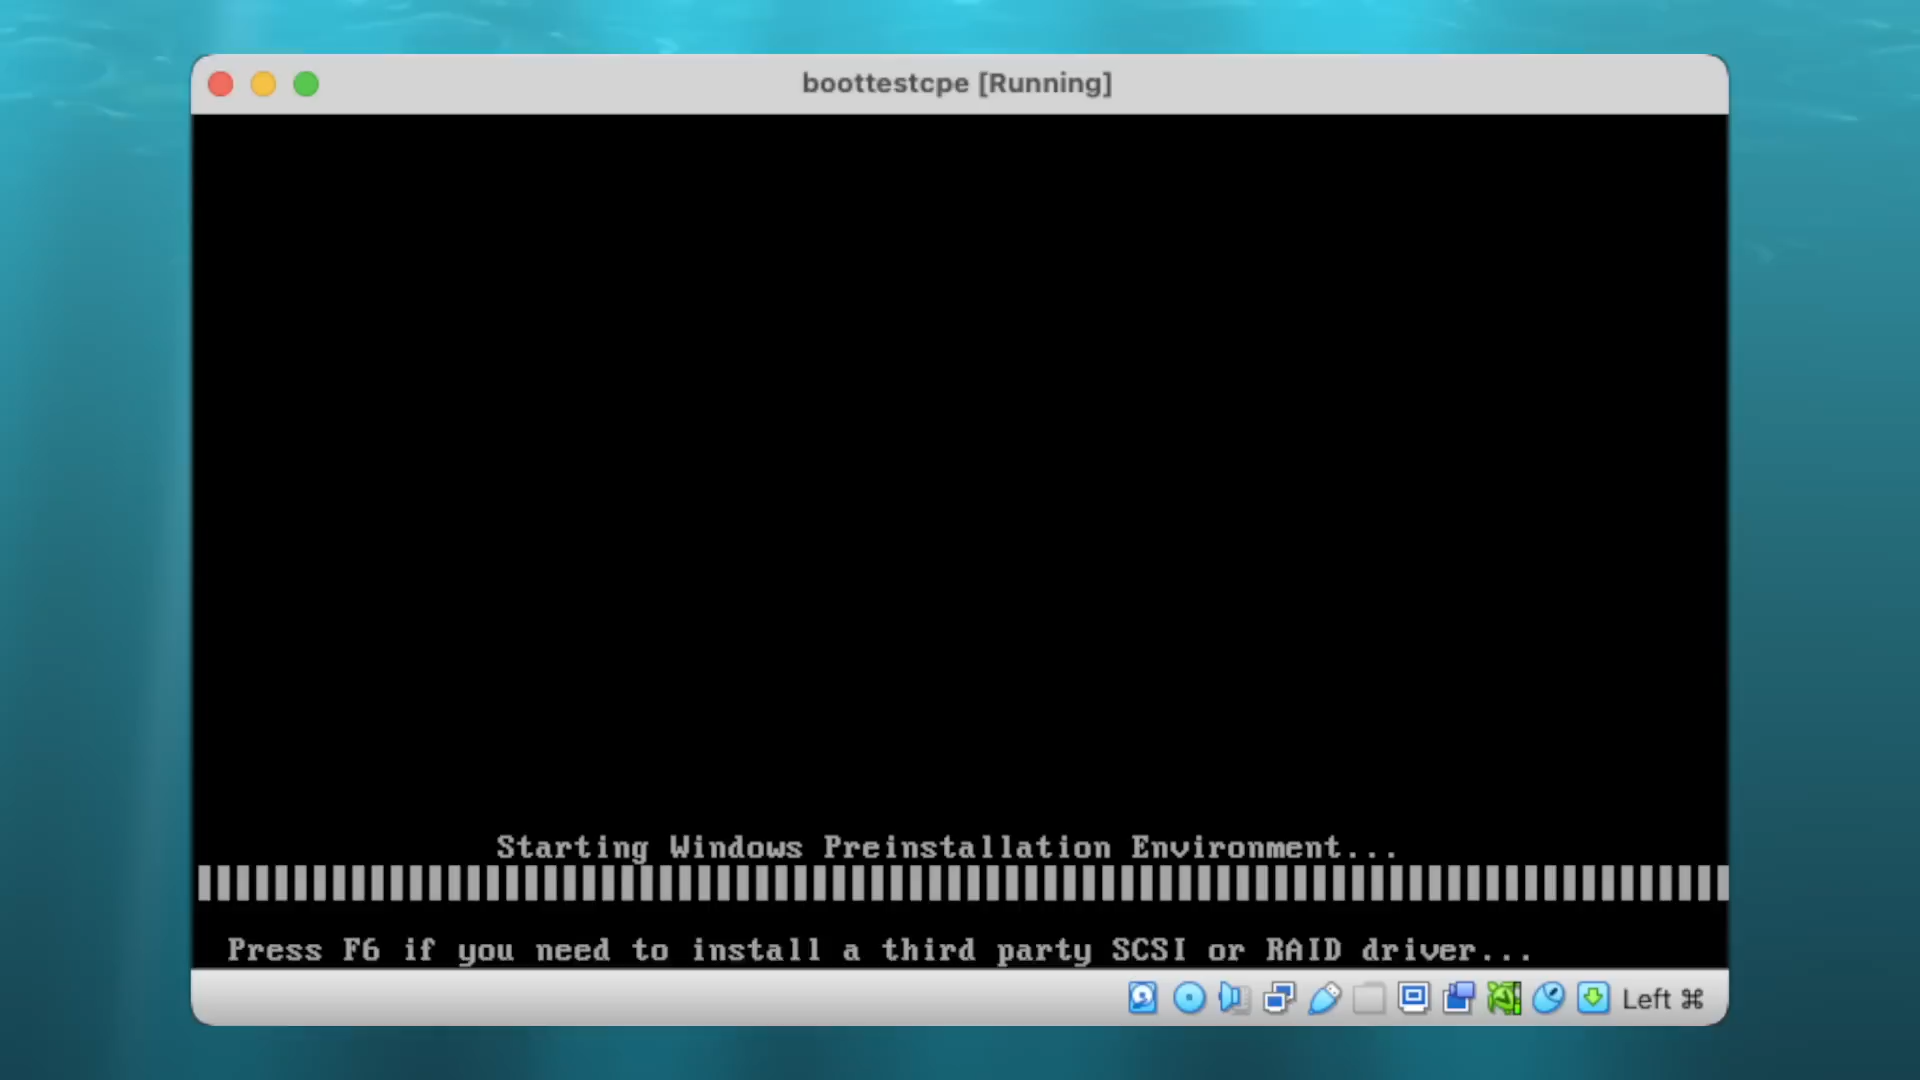 boottestcpe [Running]
Starting Windows Preinstallation Environment...
Press F6 if you need to install a third party SCSI or RAID driver...
Left ⌘